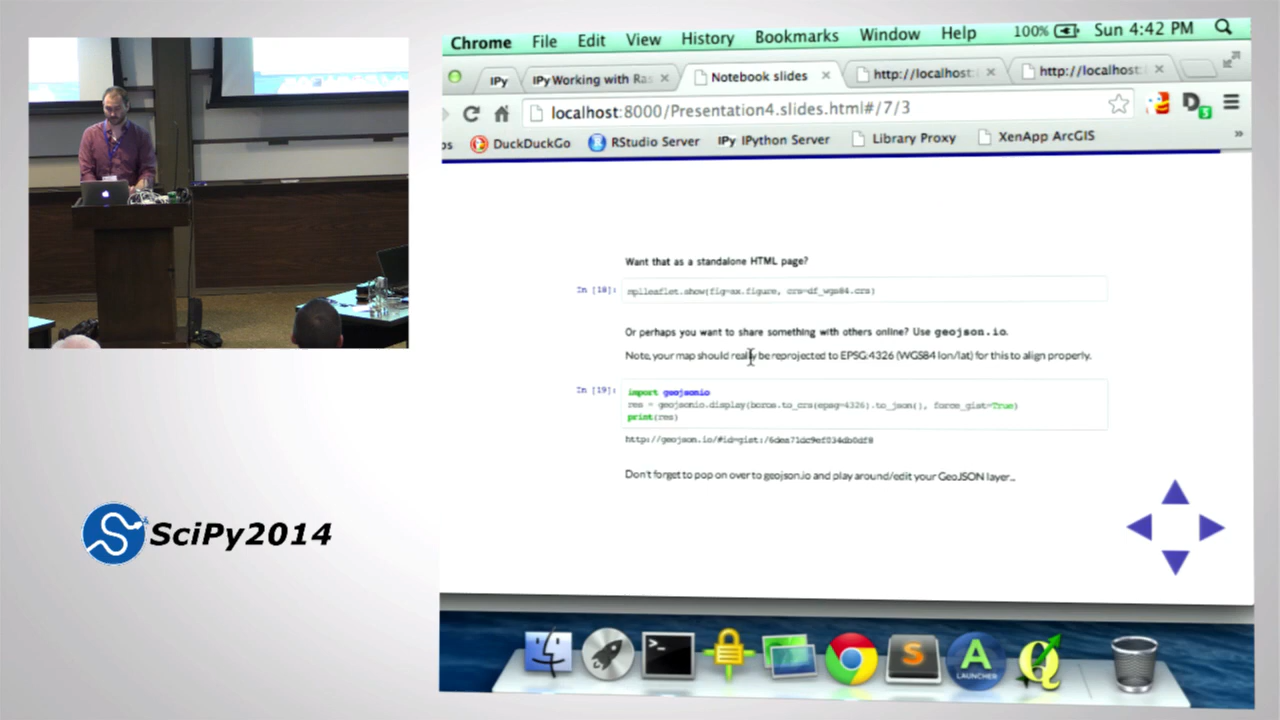 Chrome File Edit View History Bookmarks Window Help 100% Sun 4:42 PM
IPy IPy Working with Ras Notebook slides http://localhost: http://localhost:
localhost:8000/Presentation4.slides.html#/7/3
os DuckDuckGo RStudio Server IPy IPython Server Library Proxy XenApp ArcGIS »
Want that as a standalone HTML page?
In [18]: mplleaflet.show(fig=ax.figure, crs=df_wgs84.crs)
Or perhaps you want to share something with others online? Use geojson.io.
Note, your map should really be reprojected to EPSG:4326 (WGS84 lon/lat) for this to align properly.
In [19]: import geojsonio
res = geojsonio.display(boros.to_crs(epsg=4326).to_json(), force_gist=True)
print(res)
Don't forget to pop on over to geojson.io and play around/edit your GeoJSON layer...
SciPy2014
>_ S A
LAUNCHER